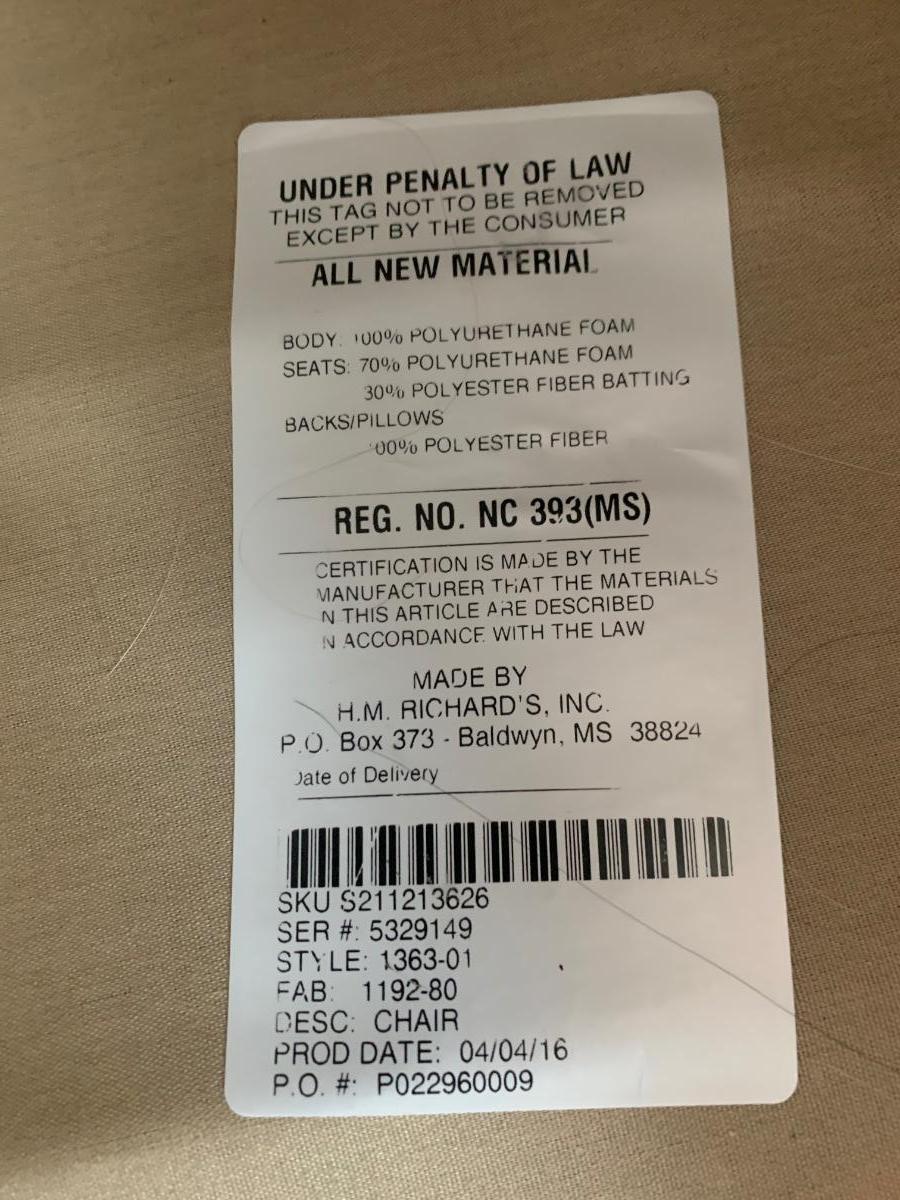 UNDER PENALTY OF LAW
THIS TAG NOT TO BE REMOVED
EXCEPT BY THE CONSUMER
ALL NEW MATERIAL
BODY: 100% POLYURETHANE FOAM
SEATS: 70% POLYURETHANE FOAM
30% POLYESTER FIBER BATTING
BACKS/PILLOWS
100% POLYESTER FIBER
REG. NO. NC 393(MS)
CERTIFICATION IS MADE BY THE
MANUFACTURER THAT THE MATERIALS
IN THIS ARTICLE ARE DESCRIBED
IN ACCORDANCE WITH THE LAW
MADE BY
H.M. RICHARD'S, INC.
P.O. Box 373 - Baldwyn, MS 38824
Date of Delivery
SKU S211213626
SER #: 5329149
STYLE: 1363-01
FAB: 1192-80
DESC: CHAIR
PROD DATE: 04/04/16
P.O. #: P022960009